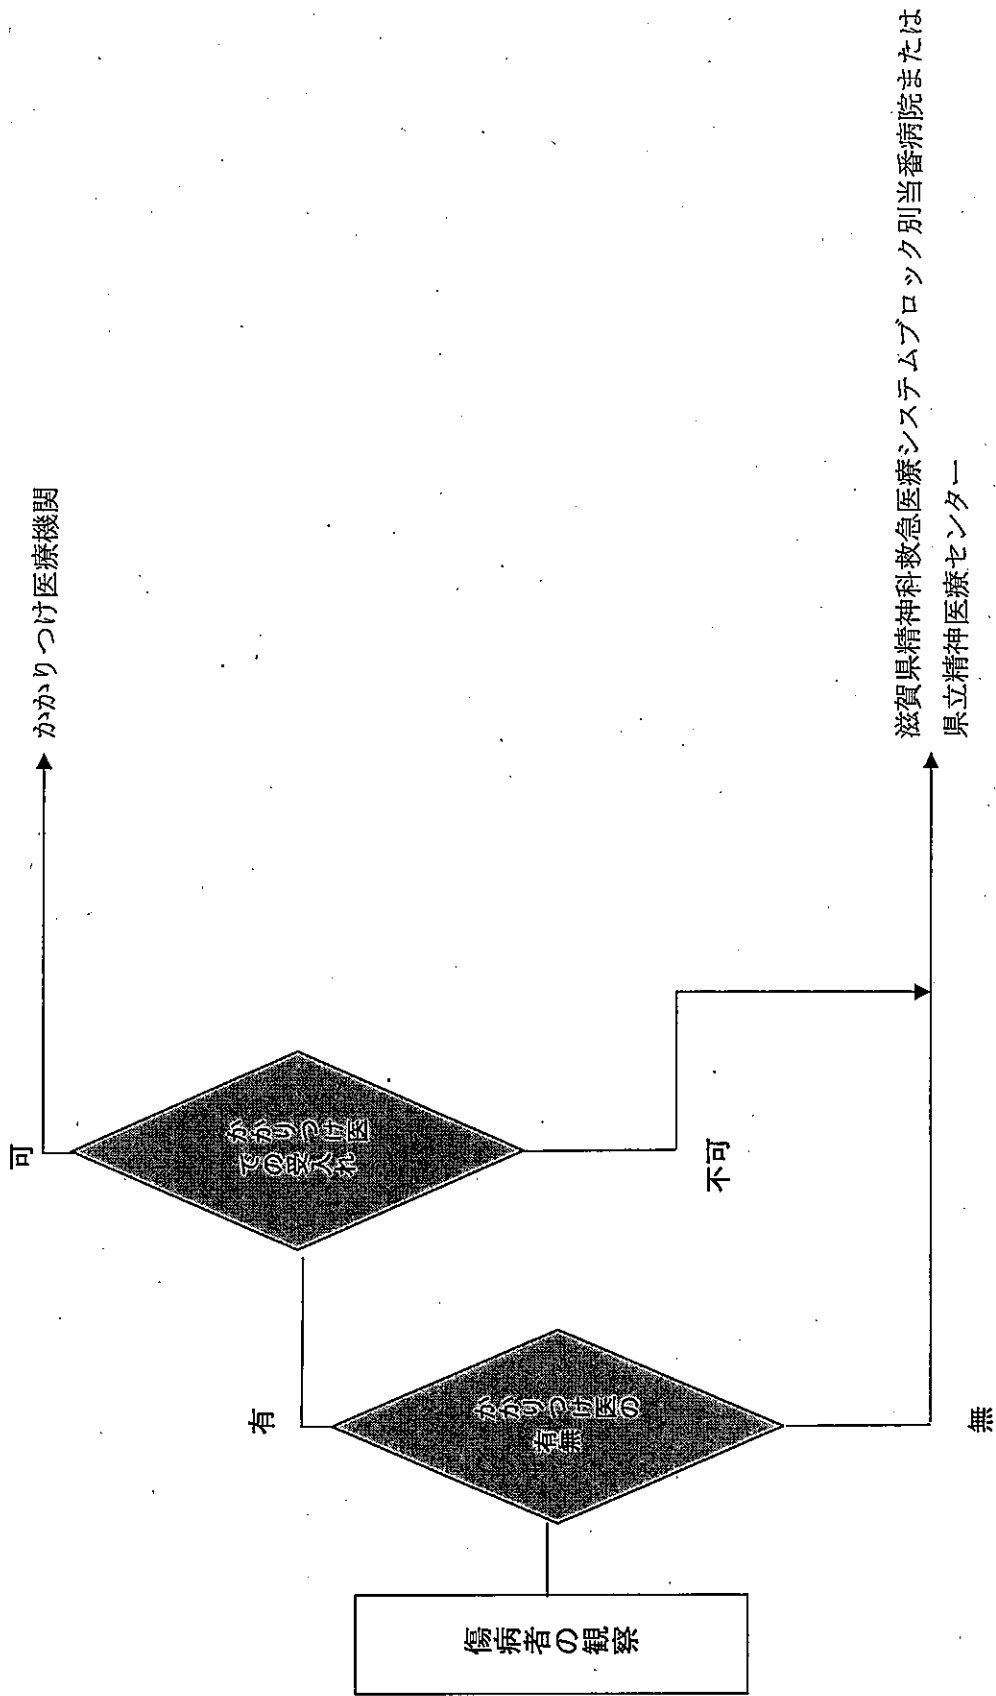 傷病者の観察
かかりつけ医の
有無
有
無
かかりつけ医
での受入れ
可
不可
かかりつけ医療機関
滋賀県精神科救急医療システムブロック別当番病院または
県立精神医療センター